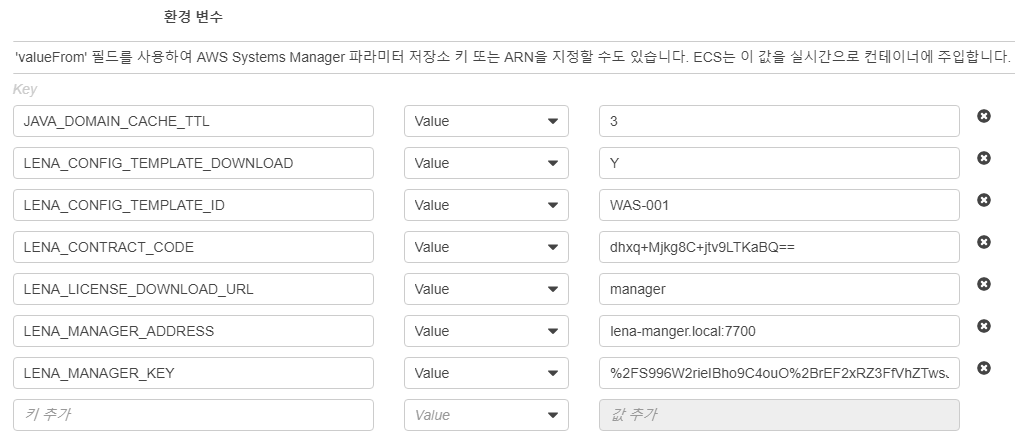 환경 변수
'valueFrom' 필드를 사용하여 AWS Systems Manager 파라미터 저장소 키 또는 ARN을 지정할 수도 있습니다. ECS는 이 값을 실시간으로 컨테이너에 주입합니다.
Key
JAVA_DOMAIN_CACHE_TTL Value 3
LENA_CONFIG_TEMPLATE_DOWNLOAD Value Y
LENA_CONFIG_TEMPLATE_ID Value WAS-001
LENA_CONTRACT_CODE Value dhxq+Mjkg8C+jtv9LTKaBQ==
LENA_LICENSE_DOWNLOAD_URL Value manager
LENA_MANAGER_ADDRESS Value lena-manger.local:7700
LENA_MANAGER_KEY Value
키 추가 Value 값 추가